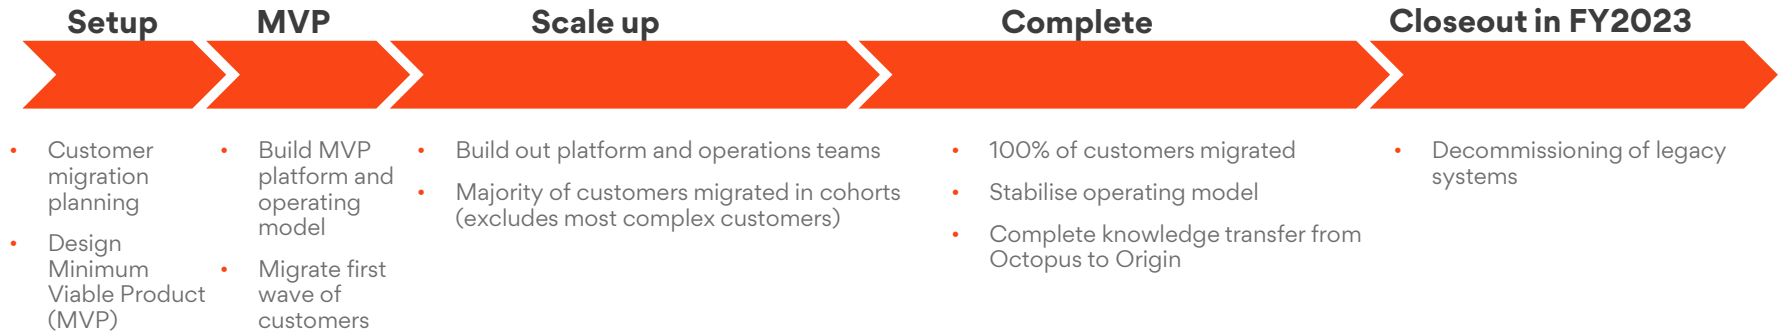 Setup
MVP
Scale up
Complete
Closeout in FY2023
• Customer
migration
planning
• Design
Minimum
Viable Product
(MVP)
• Build MVP
platform and
operating
model
• Migrate first
wave of
customers
• Build out platform and operations teams
• Majority of customers migrated in cohorts
(excludes most complex customers)
• 100% of customers migrated
• Stabilise operating model
• Complete knowledge transfer from
Octopus to Origin
• Decommissioning of legacy
systems